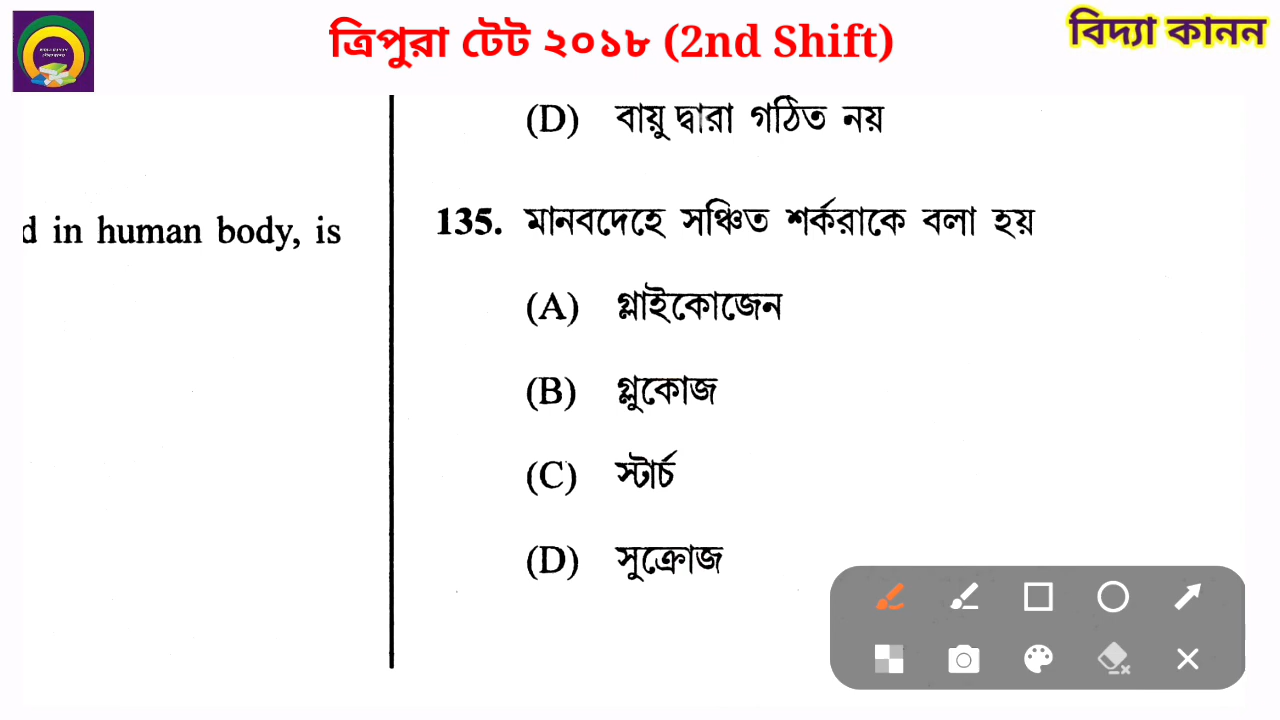 ত্রিপুরা টেট ২০১৮ (2nd Shift)
বিদ্যা কানন
(D) বায়ু দ্বারা গঠিত নয়
d in human body, is
135. মানবদেহে সঞ্চিত শর্করাকে বলা হয়
(A) গ্লাইকোজেন
(B) গ্লুকোজ
(C) স্টার্চ
(D) সুক্রোজ